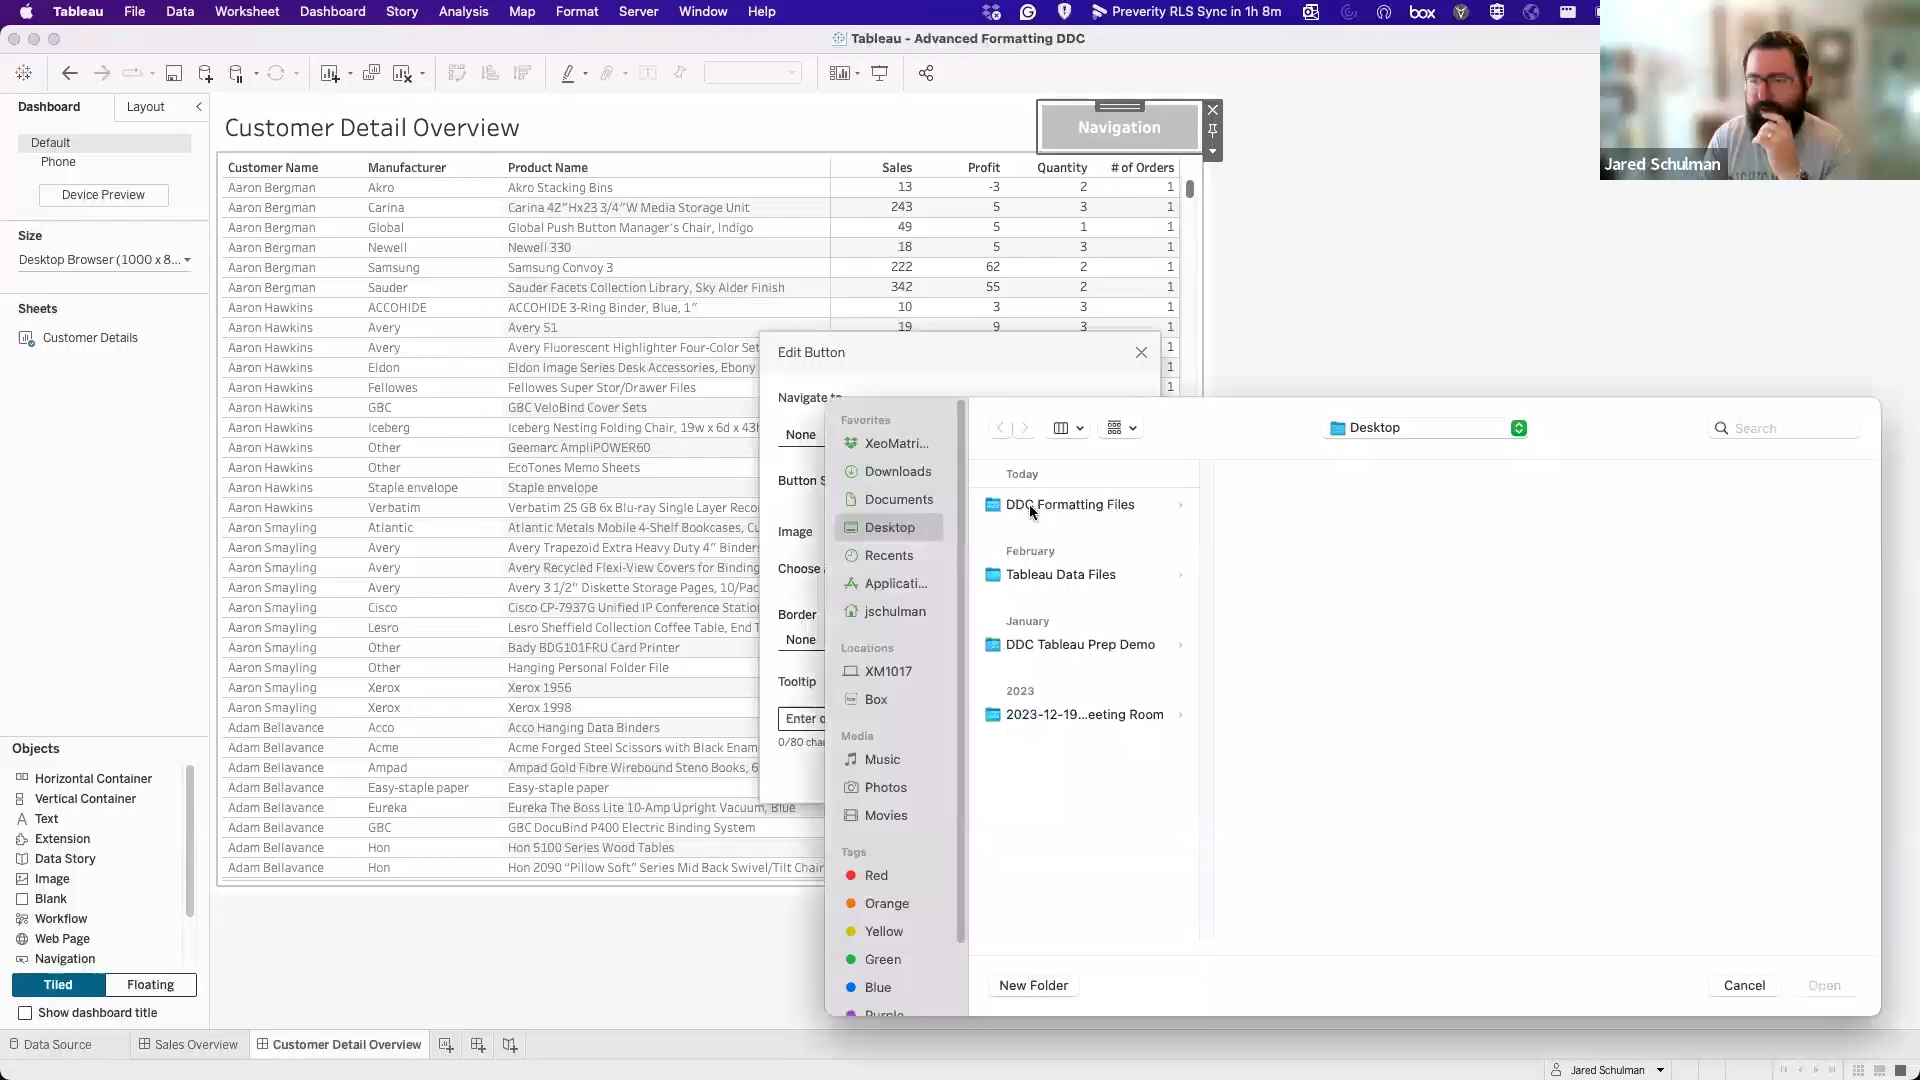 Tableau File Data Worksheet Dashboard Story Analysis Map Format Server Window Help Preverity RLS Sync in 1h 8m box
Tableau - Advanced Formatting DDC
Jared Schulman
Dashboard Layout
Default
Phone
Device Preview
Size
Desktop Browser (1000 x 8...
Sheets
Customer Details
Objects
Horizontal Container
Vertical Container
Text
Extension
Data Story
Image
Blank
Workflow
Web Page
Navigation
Tiled Floating
Show dashboard title
Customer Detail Overview
Navigation
Customer Name Manufacturer Product Name Sales Profit Quantity # of Orders
Aaron Bergman Akro Akro Stacking Bins 13 -3 2 1
Aaron Bergman Carina Carina 42"Hx23 3/4"W Media Storage Unit 243 5 3 1
Aaron Bergman Global Global Push Button Manager's Chair, Indigo 49 5 1 1
Aaron Bergman Newell Newell 330 18 5 3 1
Aaron Bergman Samsung Samsung Convoy 3 222 62 2 1
Aaron Bergman Sauder Sauder Facets Collection Library, Sky Alder Finish 342 55 2 1
Aaron Hawkins ACCOHIDE ACCOHIDE 3-Ring Binder, Blue, 1" 10 3 3 1
Aaron Hawkins Avery Avery 51 19 9 3 1
Aaron Hawkins Avery Avery Fluorescent Highlighter Four-Color Set 1
Aaron Hawkins Eldon Eldon Image Series Desk Accessories, Ebony 1
Aaron Hawkins Fellowes Fellowes Super Stor/Drawer Files 1
Aaron Hawkins GBC GBC VeloBind Cover Sets
Aaron Hawkins Iceberg Iceberg Nesting Folding Chair, 19w x 6d x 43h
Aaron Hawkins Other Geemarc AmpliPOWER60
Aaron Hawkins Other EcoTones Memo Sheets
Aaron Hawkins Staple envelope Staple envelope
Aaron Hawkins Verbatim Verbatim 25 GB 6x Blu-ray Single Layer Reco
Aaron Smayling Atlantic Atlantic Metals Mobile 4-Shelf Bookcases, Cu
Aaron Smayling Avery Avery Trapezoid Extra Heavy Duty 4" Binders
Aaron Smayling Avery Avery Recycled Flexi-View Covers for Binding
Aaron Smayling Avery Avery 3 1/2" Diskette Storage Pages, 10/Pac
Aaron Smayling Cisco Cisco CP-7937G Unified IP Conference Statio
Aaron Smayling Lesro Lesro Sheffield Collection Coffee Table, End T
Aaron Smayling Other Bady BDG101FRU Card Printer
Aaron Smayling Other Hanging Personal Folder File
Aaron Smayling Xerox Xerox 1956
Aaron Smayling Xerox Xerox 1998
Adam Bellavance Acco Acco Hanging Data Binders
Adam Bellavance Acme Acme Forged Steel Scissors with Black Enam
Adam Bellavance Ampad Ampad Gold Fibre Wirebound Steno Books, 6
Adam Bellavance Easy-staple paper Easy-staple paper
Adam Bellavance Eureka Eureka The Boss Lite 10-Amp Upright Vacuum, Blue
Adam Bellavance GBC GBC DocuBind P400 Electric Binding System
Adam Bellavance Hon Hon 5100 Series Wood Tables
Adam Bellavance Hon Hon 2090 "Pillow Soft" Series Mid Back Swivel/Tilt Chair
Edit Button
Navigate to
None
Button S
Image
Choose
Border
None
Tooltip
Enter o
0/80 cha
Favorites
XeoMatri...
Downloads
Documents
Desktop
Recents
Applicati...
jschulman
Locations
XM1017
Box
Media
Music
Photos
Movies
Tags
Red
Orange
Yellow
Green
Blue
Purple
Desktop
Search
Today
DDC Formatting Files
February
Tableau Data Files
January
DDC Tableau Prep Demo
2023
2023-12-19...eeting Room
New Folder Cancel Open
Data Source Sales Overview Customer Detail Overview
Jared Schulman